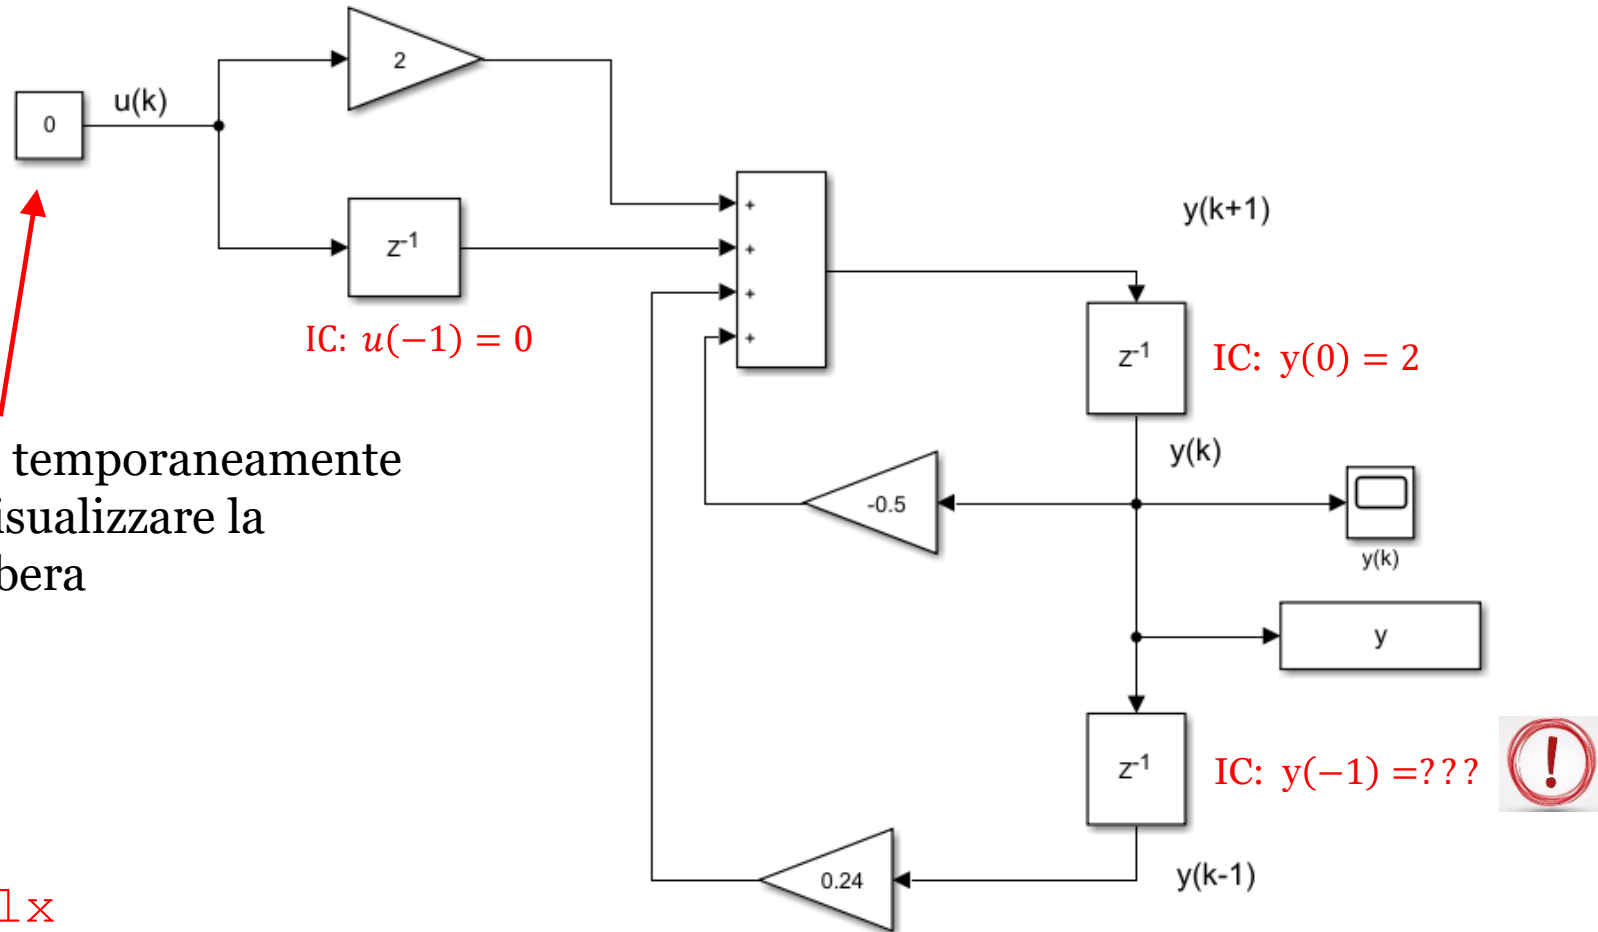 2
0
u(k)
+
+
+
+
z-1
IC: u(−1) = 0
y(k+1)
z-1
IC: y(0) = 2
temporaneamente
isualizzare la
bera
y(k)
-0.5
y(k)
y
z-1
IC: y(−1) =???
!
0.24
y(k-1)
lx